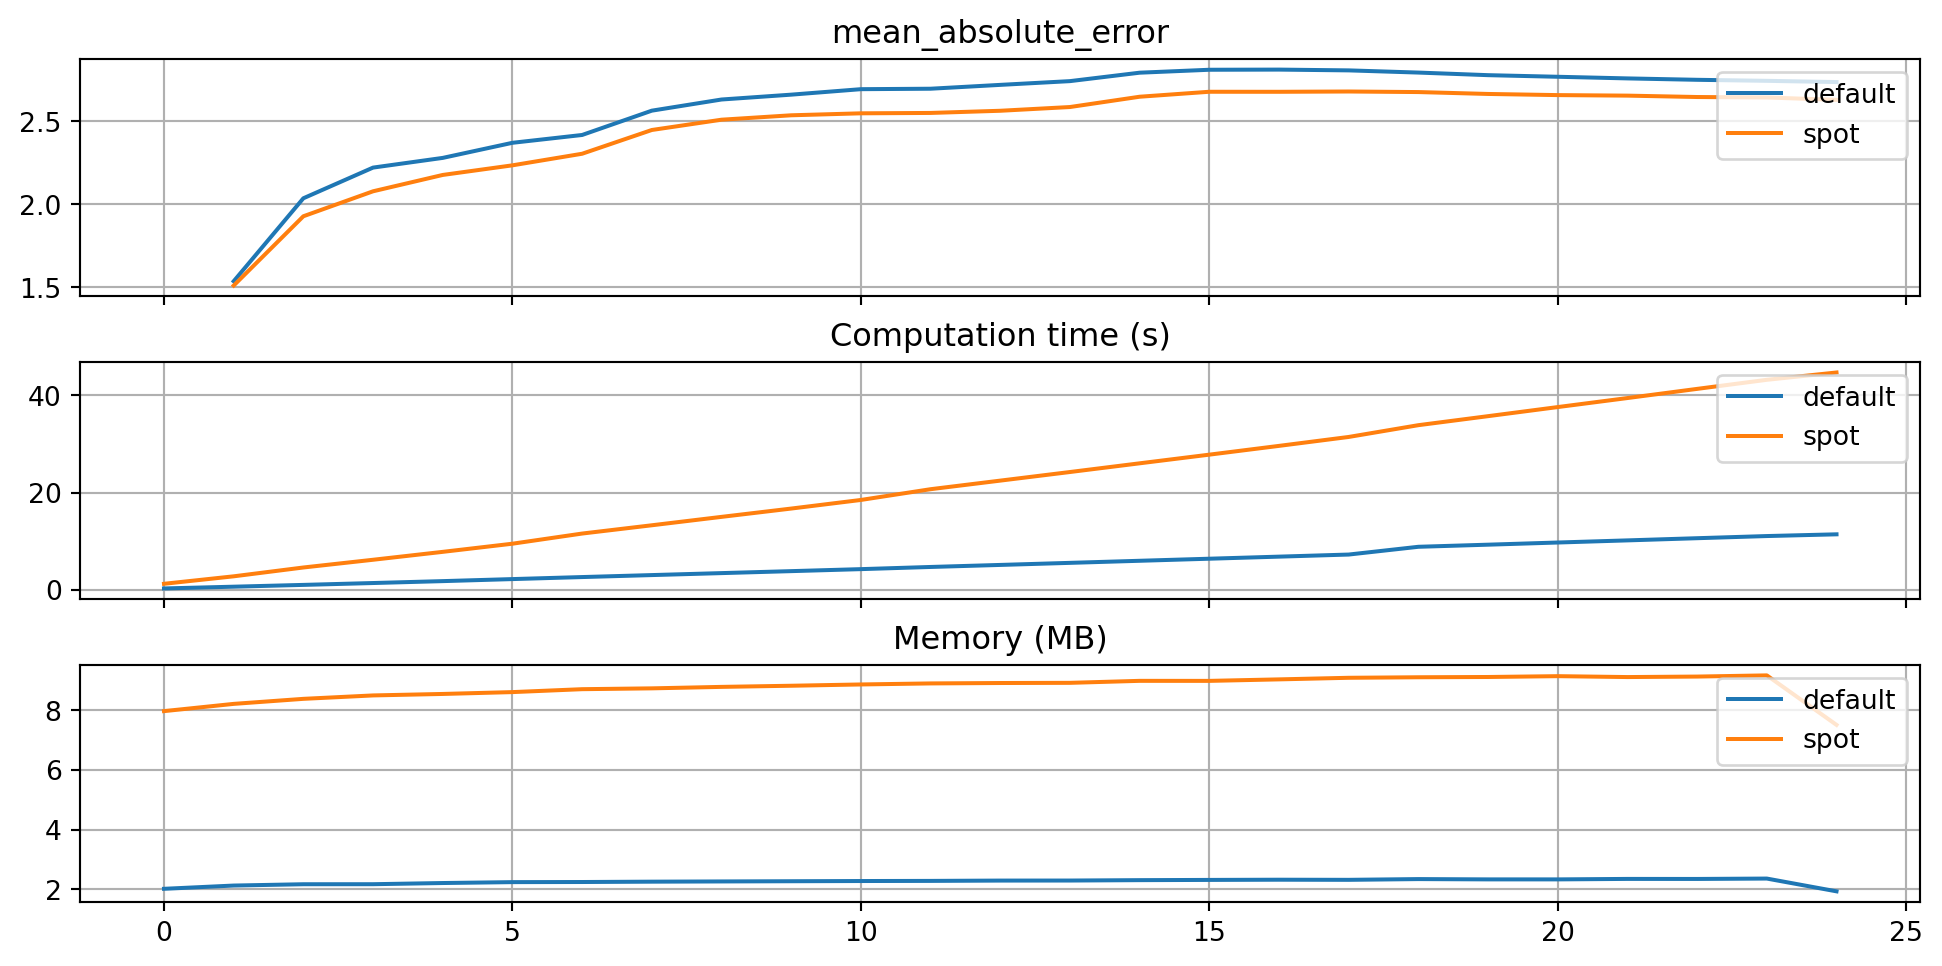 mean_absolute_error
2.5
2.0
1.5
default
spot
Computation time (s)
40
20
0
default
spot
Memory (MB)
8
6
4
2
default
spot
0 5 10 15 20 25